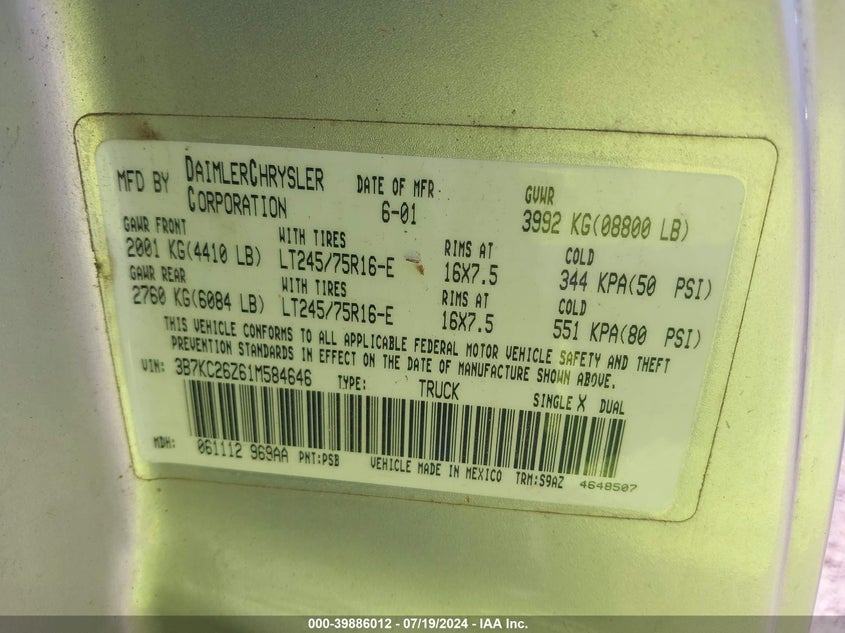 MFD BY DAIMLERCHRYSLER CORPORATION DATE OF MFR 6-01 GVWR 3992 KG(08800 LB)
GAWR FRONT WITH TIRES RIMS AT COLD
2001 KG(4410 LB) LT245/75R16-E 16X7.5 344 KPA(50 PSI)
GAWR REAR WITH TIRES RIMS AT COLD
2760 KG(6084 LB) LT245/75R16-E 16X7.5 551 KPA(80 PSI)
THIS VEHICLE CONFORMS TO ALL APPLICABLE FEDERAL MOTOR VEHICLE SAFETY AND THEFT
PREVENTION STANDARDS IN EFFECT ON THE DATE OF MANUFACTURE SHOWN ABOVE.
VIN: 3B7KC26Z61M584646 TYPE: TRUCK SINGLE X DUAL
MDH: 061112 969AA PNT:PSB VEHICLE MADE IN MEXICO TRM:S9AZ 4648507
000-39886012 - 07/19/2024 - IAA Inc.